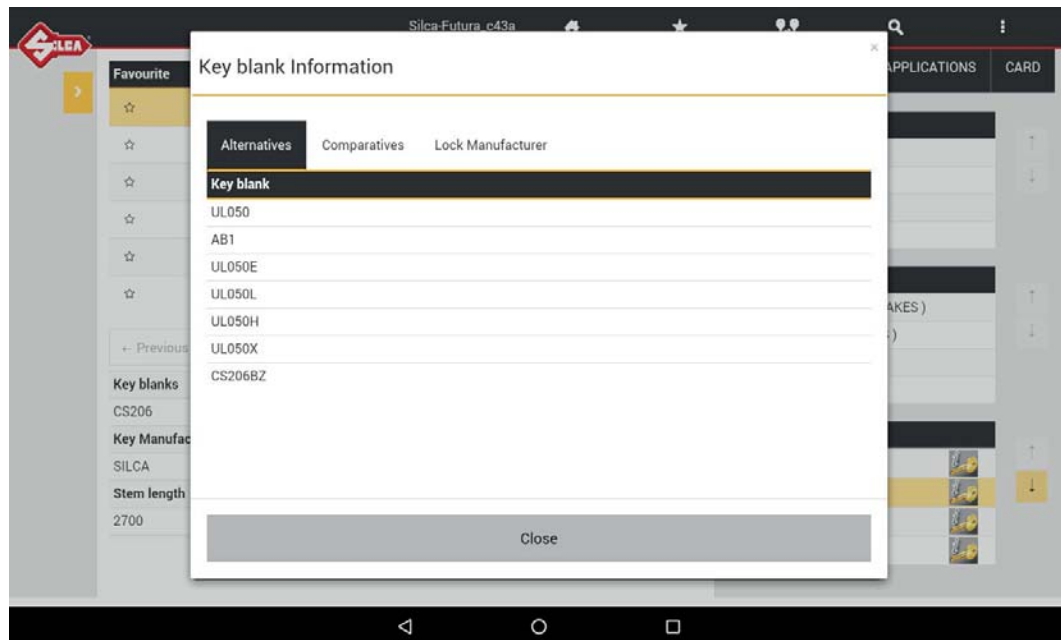 Silca-Futura_c43a
SILCA
Key blank Information
×
APPLICATIONS CARD
Favourite
Alternatives Comparatives Lock Manufacturer
Key blank
UL050
AB1
UL050E
UL050L
UL050H
UL050X
CS206BZ
AKES )
)
← Previous
Key blanks
CS206
Key Manufac
SILCA
Stem length
2700
Close